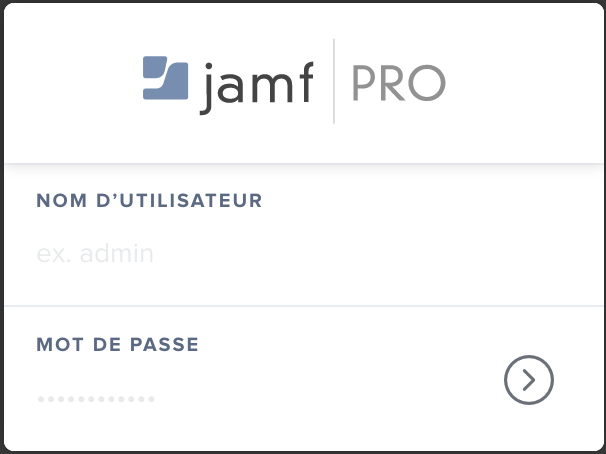 jamf PRO
NOM D’UTILISATEUR
ex. admin
MOT DE PASSE
••••••••••••